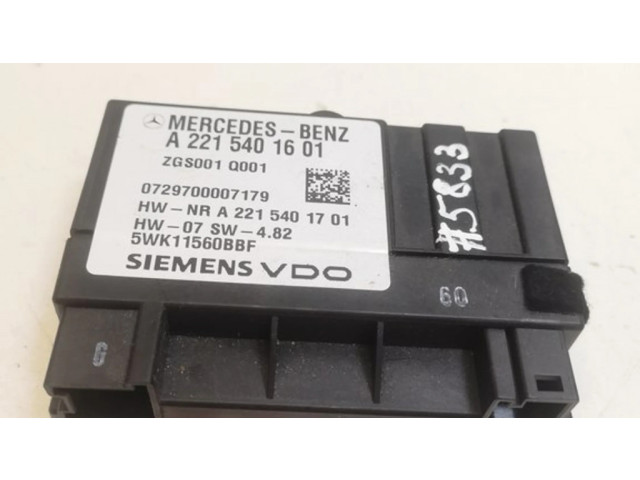 MERCEDES-BENZ
A 221 540 16 01
ZGS001 Q001
0729700007179
HW-NR A 221 540 17 01
HW-07 SW-4.82
5WK11560BBF
SIEMENS VDO
#5833
60